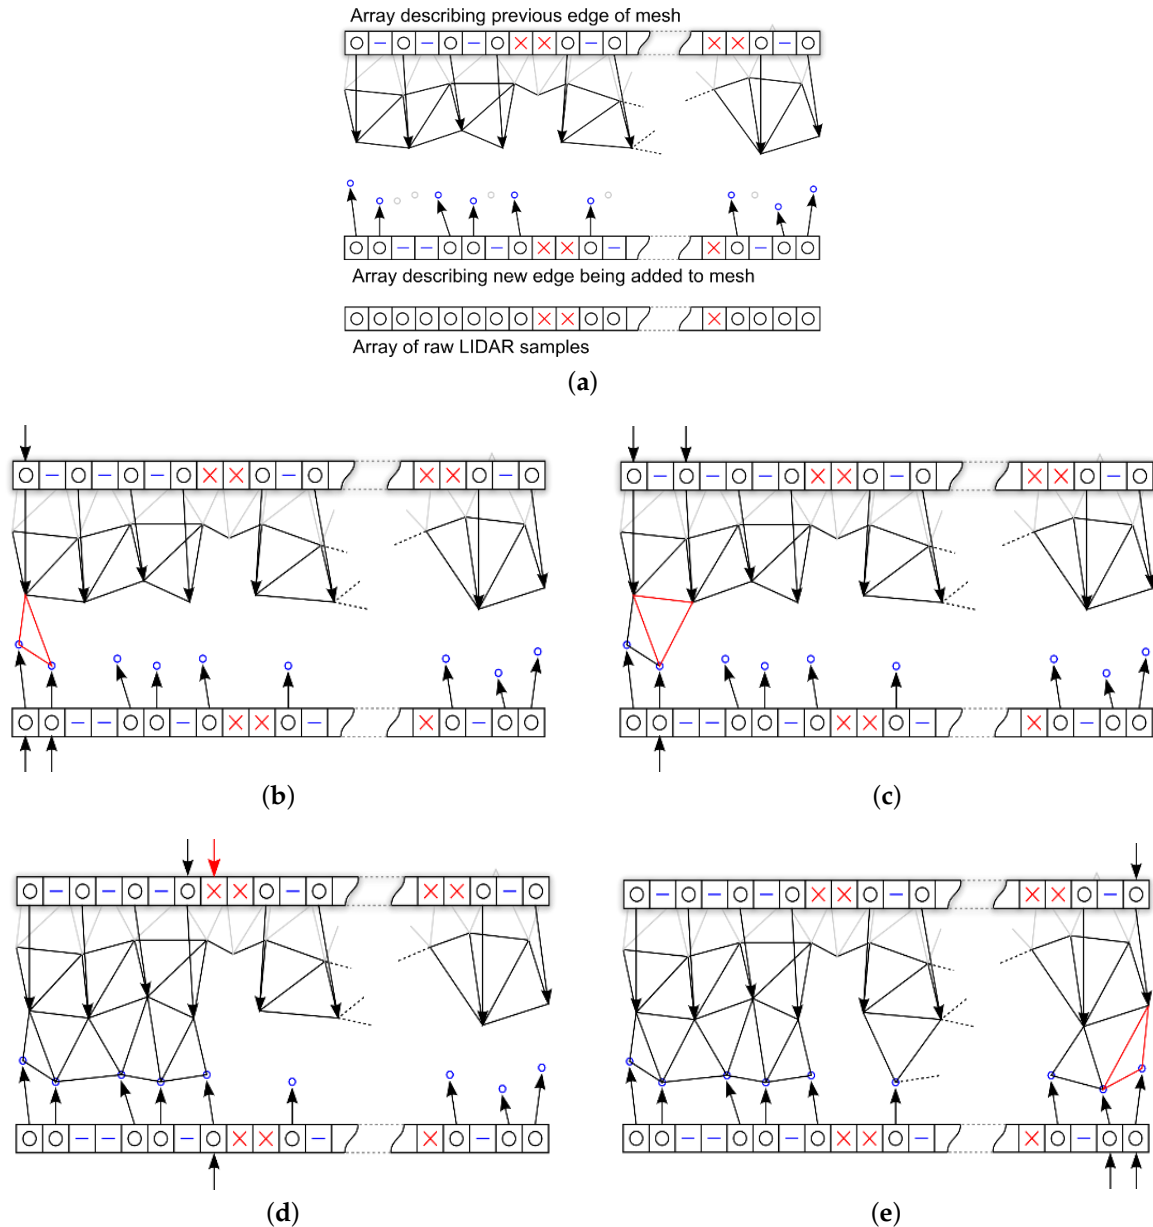 Array describing previous edge of mesh
Array describing new edge being added to mesh
Array of raw LIDAR samples
(a)
(b)
(c)
(d)
(e)